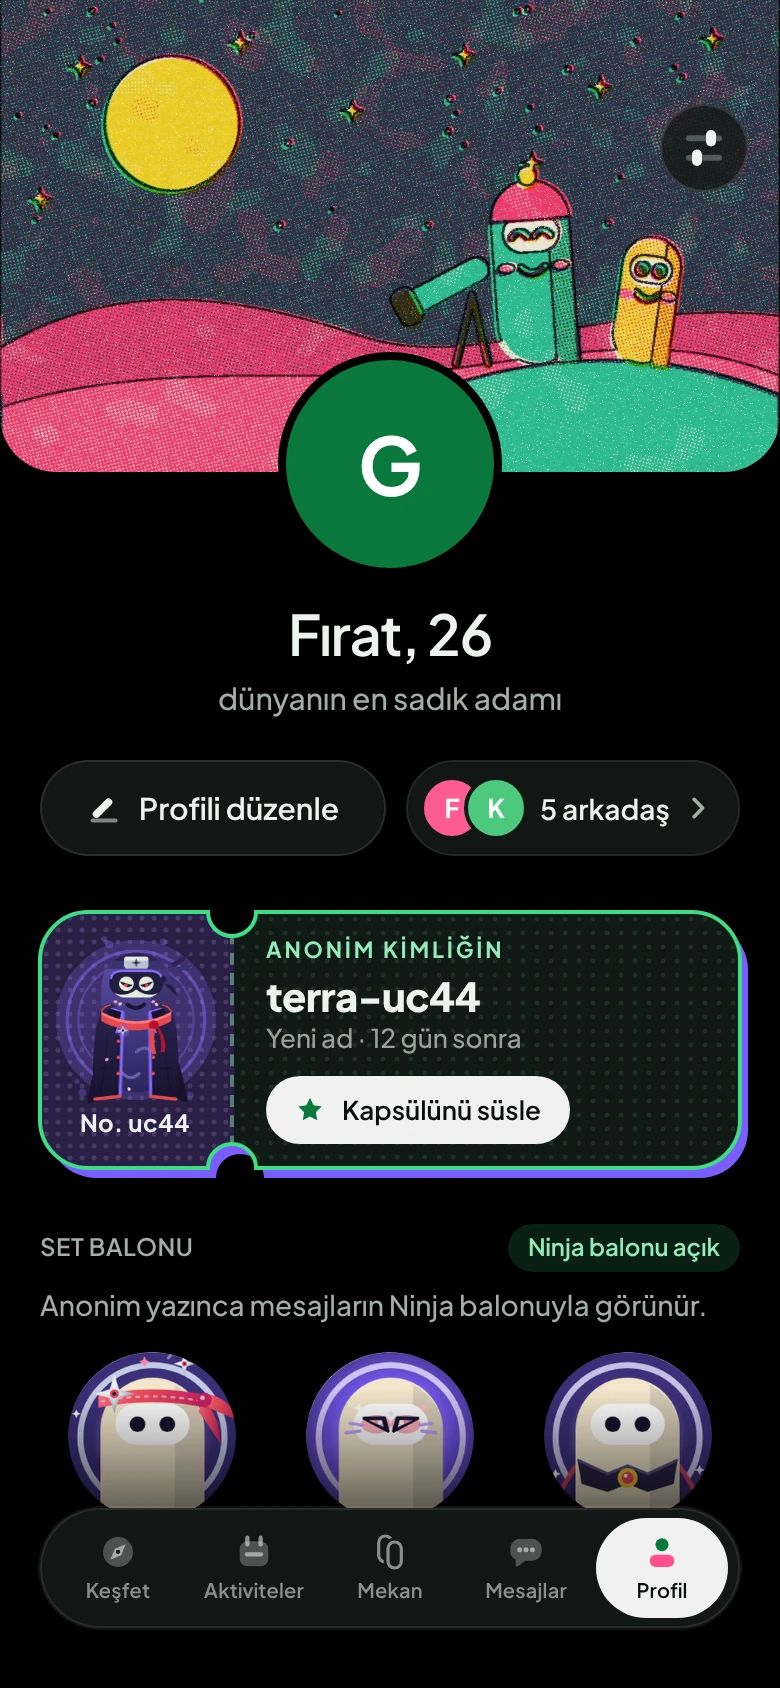 G
Fırat, 26
dünyanın en sadık adamı
Profili düzenle
F K 5 arkadaş
ANONİM KİMLİĞİN
terra-uc44
Yeni ad · 12 gün sonra
Kapsülünü süsle
No. uc44
SET BALONU
Ninja balonu açık
Anonim yazınca mesajların Ninja balonuyla görünür.
Keşfet Aktiviteler Mekan Mesajlar Profil